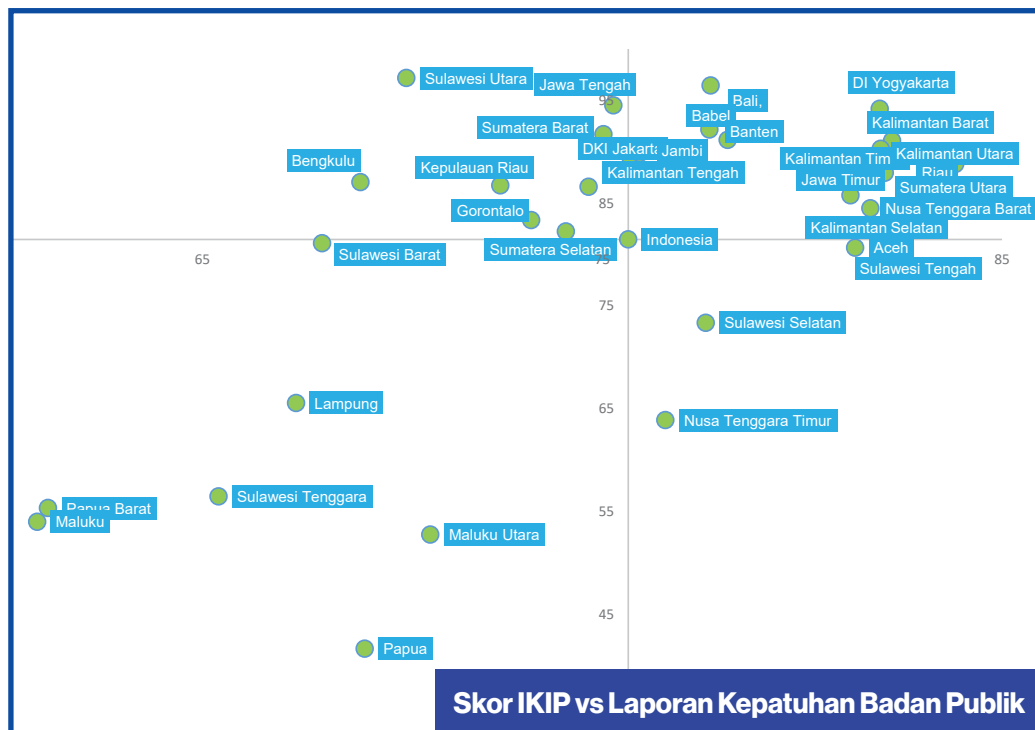 Sulawesi Utara
Jawa Tengah
DI Yogyakarta
95
Bali,
Babel
Kalimantan Barat
Sumatera Barat
Banten
DKI Jakarta
Jambi
Kalimantan Utara
Bengkulu
Kepulauan Riau
Kalimantan Tim
Kalimantan Tengah
Riau
Jawa Timur
Sumatera Utara
85
Gorontalo
Nusa Tenggara Barat
Kalimantan Selatan
Indonesia
Sumatera Selatan
Aceh
Sulawesi Barat
65
75
85
Sulawesi Tengah
75
Sulawesi Selatan
Lampung
65
Nusa Tenggara Timur
Sulawesi Tenggara
Papua Barat
Maluku
55
Maluku Utara
45
Papua
Skor IKIP vs Laporan Kepatuhan Badan Publik